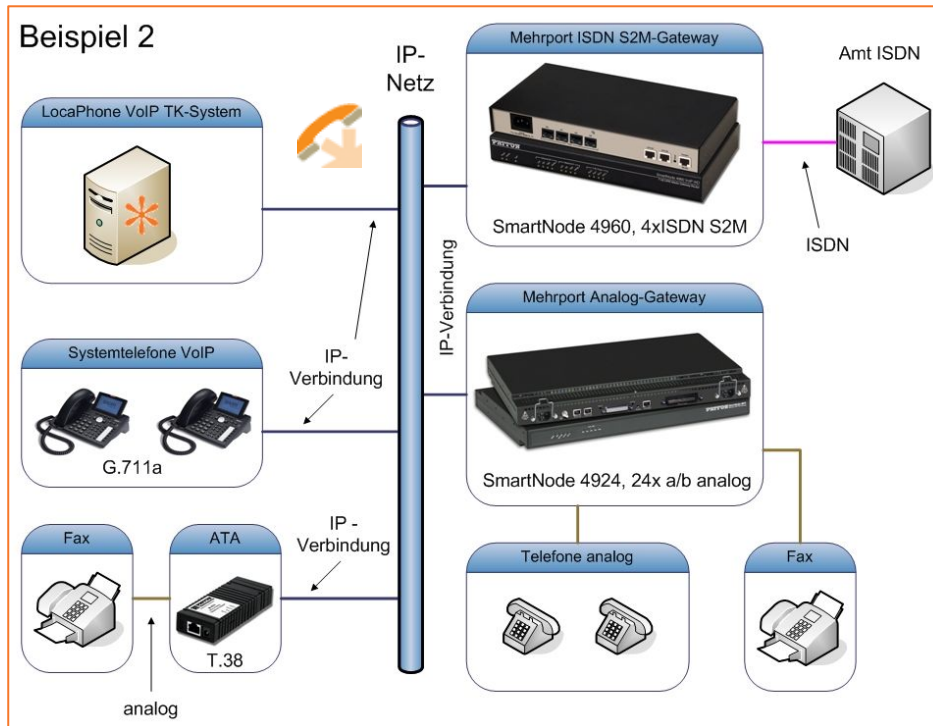 Beispiel 2
IP-
Netz
LocaPhone VoIP TK-System
Mehrport ISDN S2M-Gateway
SmartNode 4960, 4xISDN S2M
Amt ISDN
ISDN
IP-Verbindung
Systemtelefone VoIP
G.711a
IP-
Verbindung
Mehrport Analog-Gateway
SmartNode 4924, 24x a/b analog
Fax
ATA
T.38
IP -
Verbindung
analog
Telefone analog
Fax